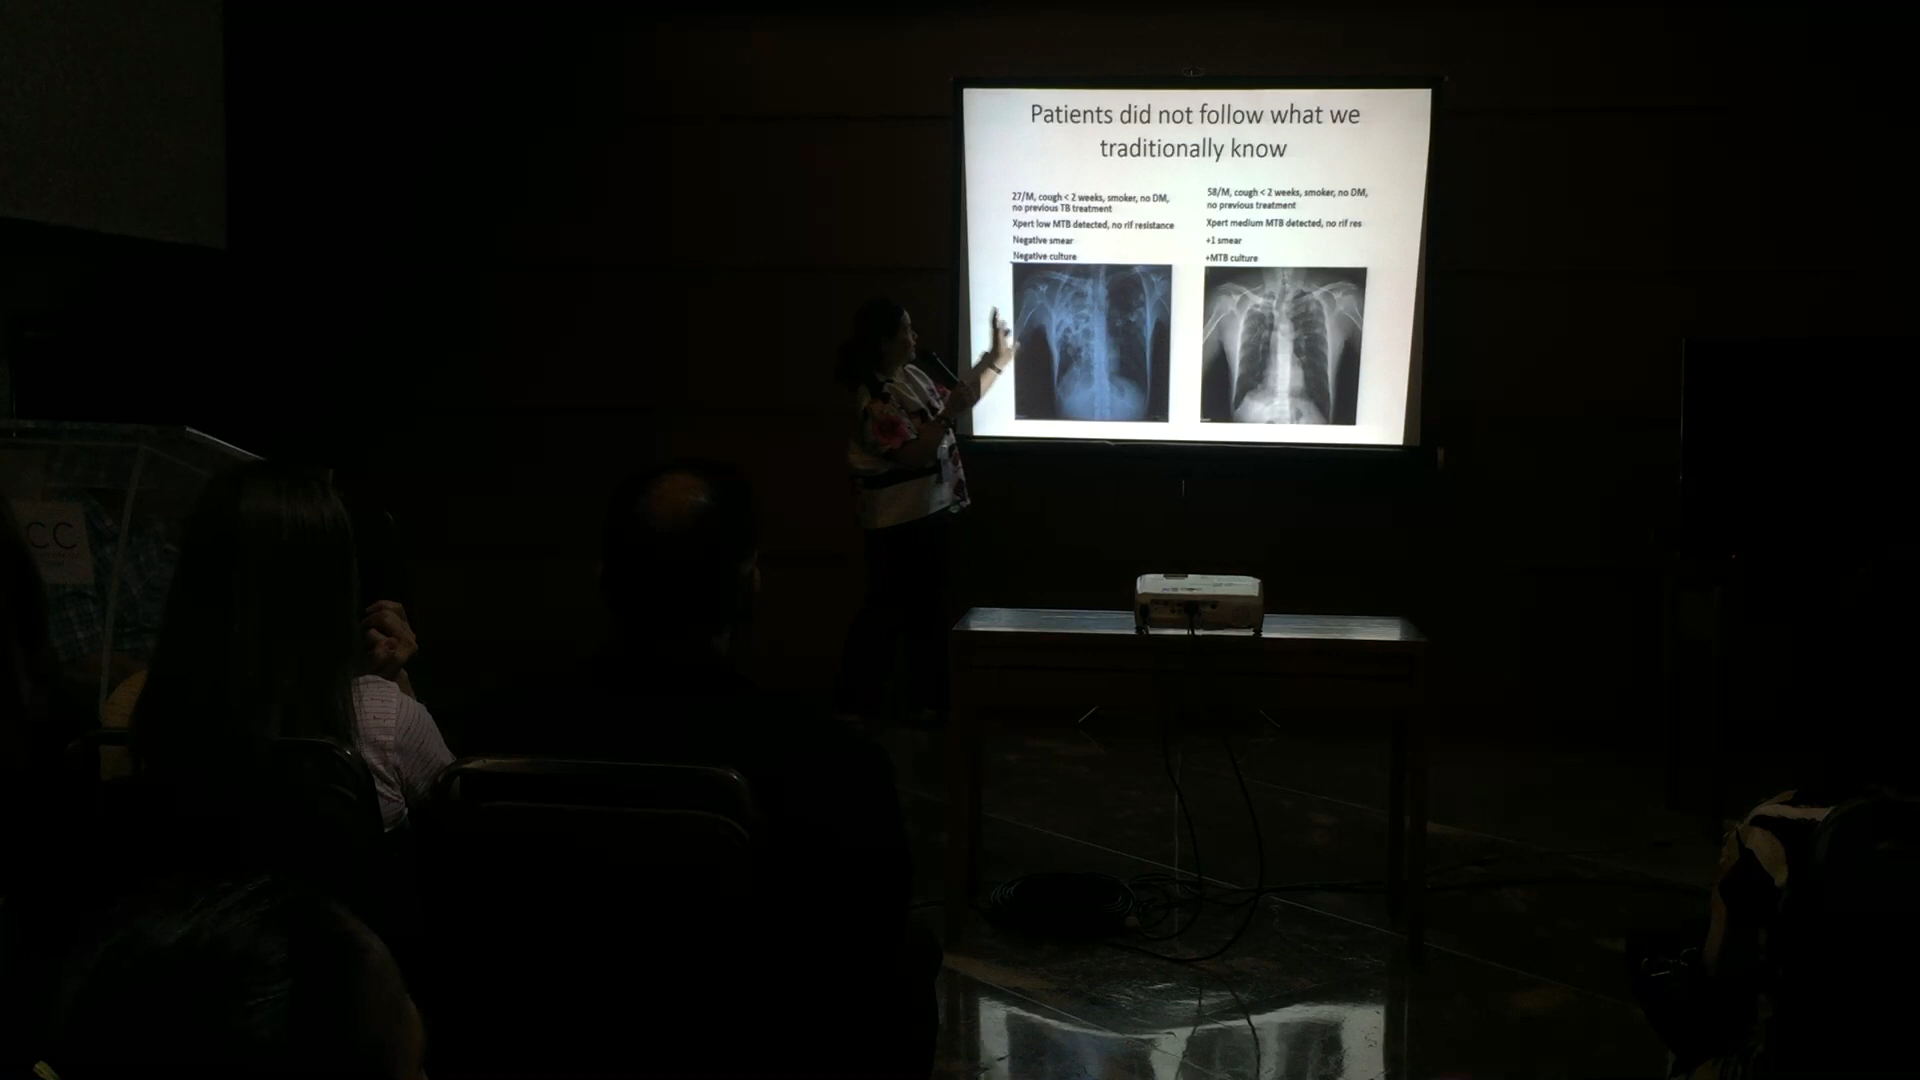 Patients did not follow what we
traditionally know
27/M, cough < 2 weeks, smoker, no DM,
no previous TB treatment
Xpert low MTB detected, no rif resistance
Negative smear
Negative culture
58/M, cough < 2 weeks, smoker, no DM,
no previous treatment
Xpert medium MTB detected, no rif res
+1 smear
+MTB culture
CC